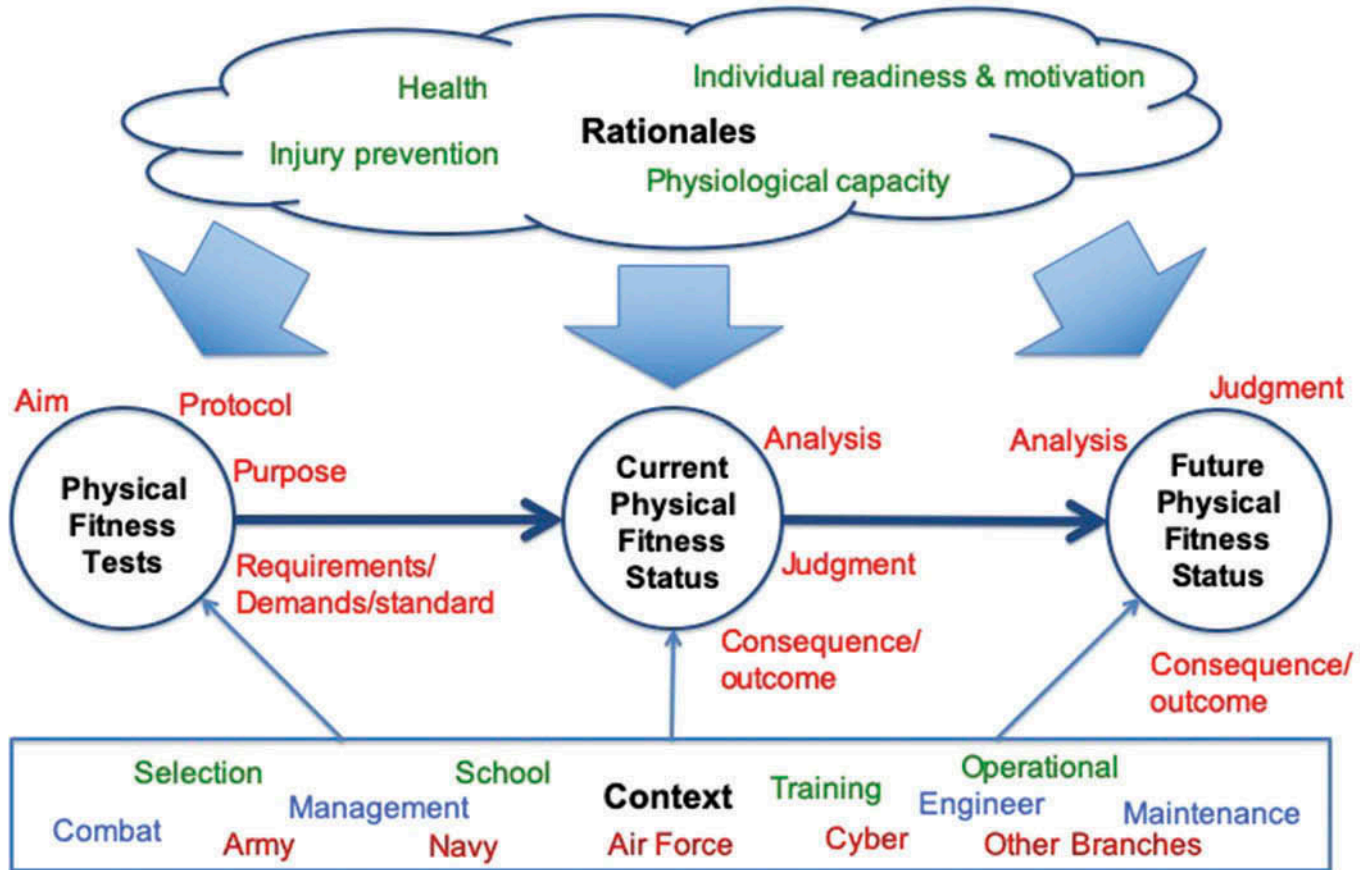 Health
Individual readiness & motivation
Rationales
Injury prevention
Physiological capacity
Aim
Protocol
Purpose
Physical
Fitness
Tests
Requirements/
Demands/standard
Current
Physical
Fitness
Status
Analysis
Judgment
Consequence/
outcome
Judgment
Analysis
Future
Physical
Fitness
Status
Consequence/
outcome
Selection
School
Context
Training
Operational
Combat
Management
Engineer
Maintenance
Army
Navy
Air Force
Cyber
Other Branches